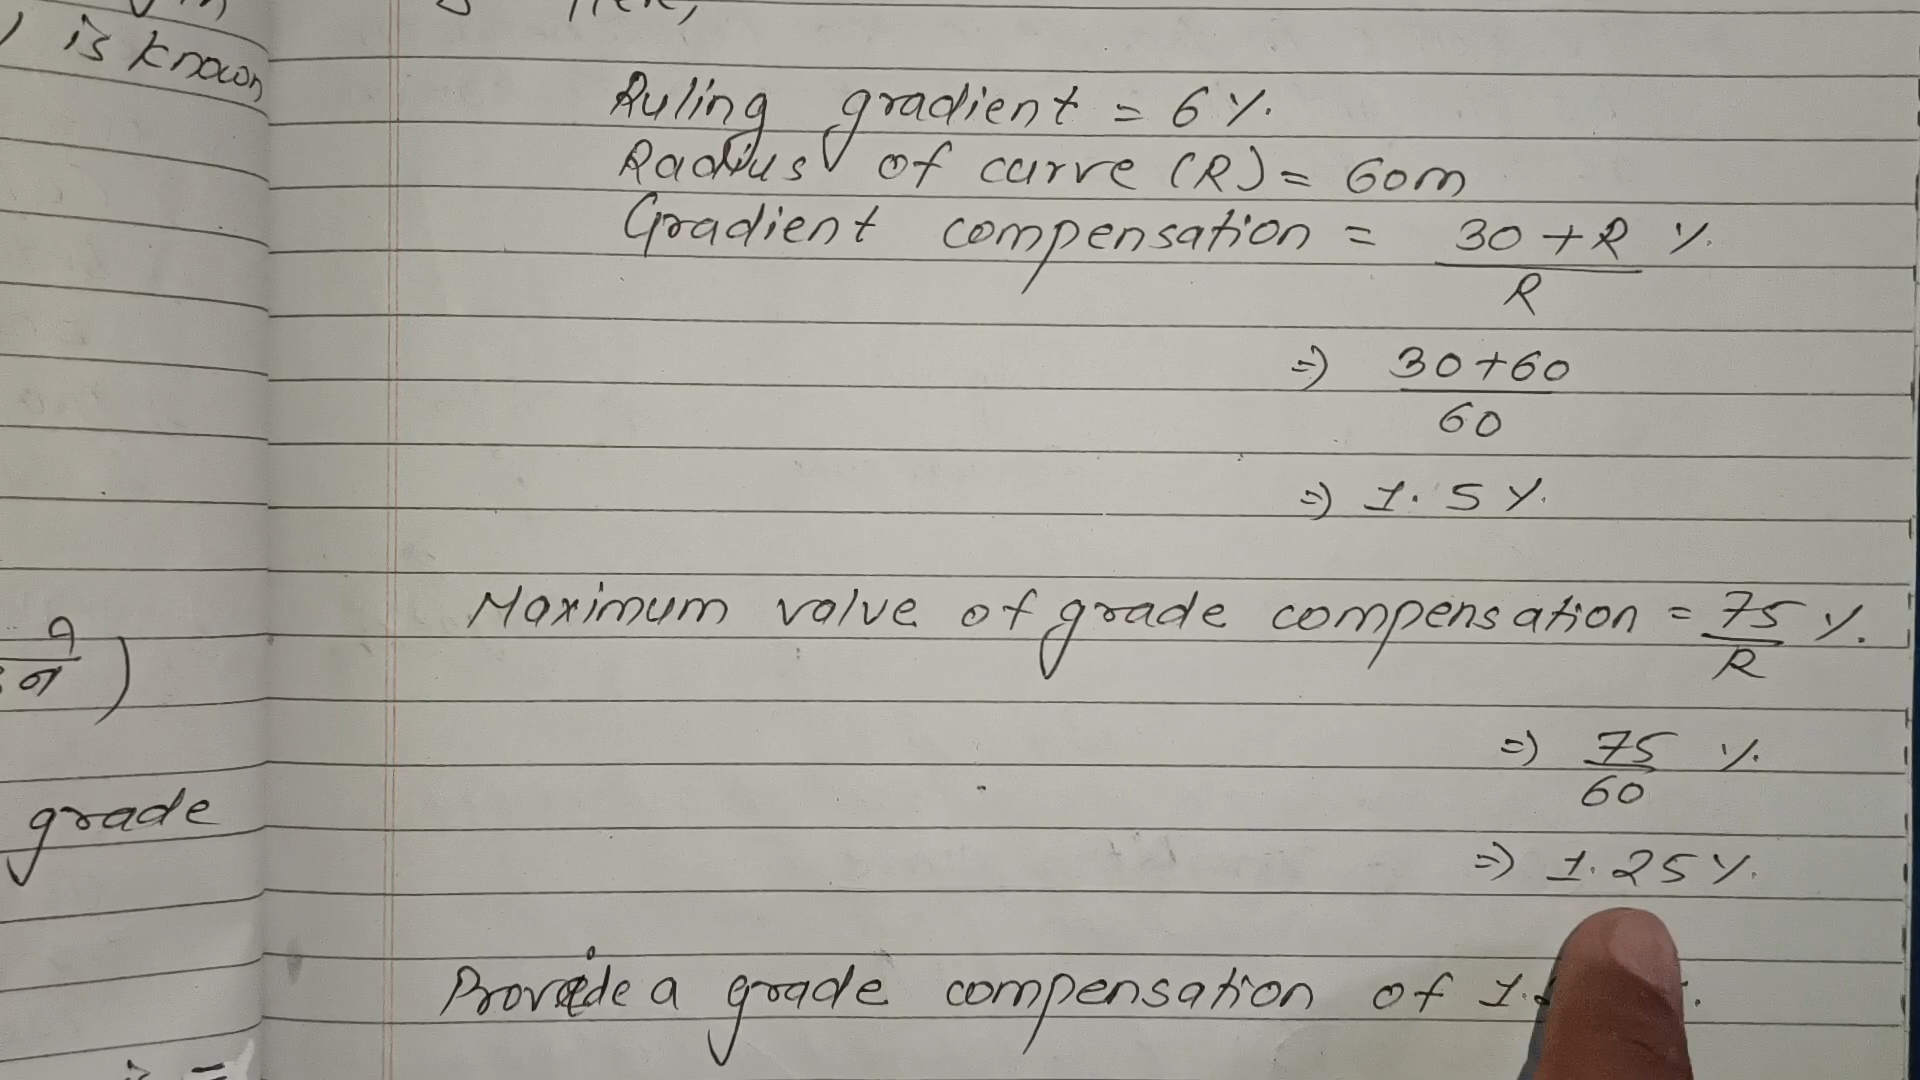 is known
grade
Ruling gradient = 6 %.
Radius of curve (R) = 60m
Gradient compensation = 30 + R %.
R
=) 30+60
60
=) 1.5 %.
Maximum value of grade compensation = 75 %.
R
=) 75 %.
60
=) 1.25 %.
Provide a grade compensation of